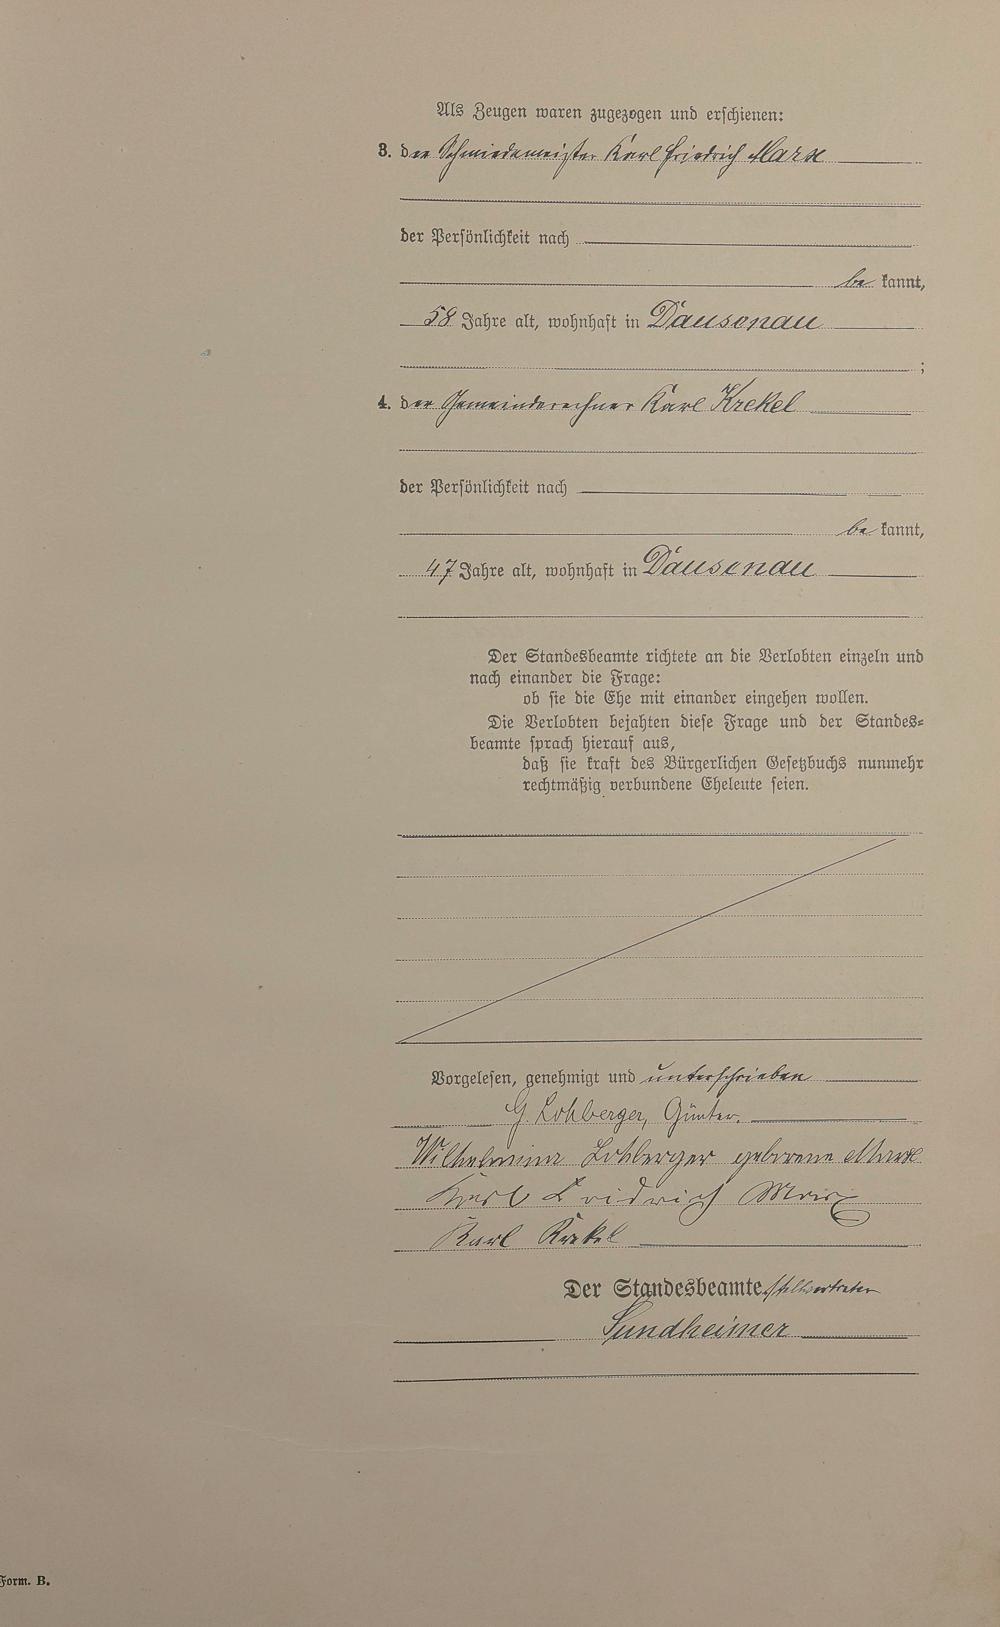 Als Zeugen waren zugezogen und erschienen:
3. der Schmiedemeister Karl Friedrich Marx
der Persönlichkeit nach
be kannt,
58 Jahre alt, wohnhaft in Dausenau
;
4. der Gemeinderechner Karl Krekel
der Persönlichkeit nach
be kannt,
47 Jahre alt, wohnhaft in Dausenau
Der Standesbeamte richtete an die Verlobten einzeln und
nach einander die Frage:
ob sie die Ehe mit einander eingehen wollen.
Die Verlobten bejahten diese Frage und der Standes-
beamte sprach hierauf aus,
daß sie kraft des Bürgerlichen Gesetzbuchs nunmehr
rechtmäßig verbundene Eheleute seien.
Vorgelesen, genehmigt und unterschrieben
G. Lohberger, Günter.
Wilhelmine Lohberger geborene Marx
Karl Fridrich Marx
Karl Krekel
Der Standesbeamte. Stellvertreter
Sundheimer
Form. B.